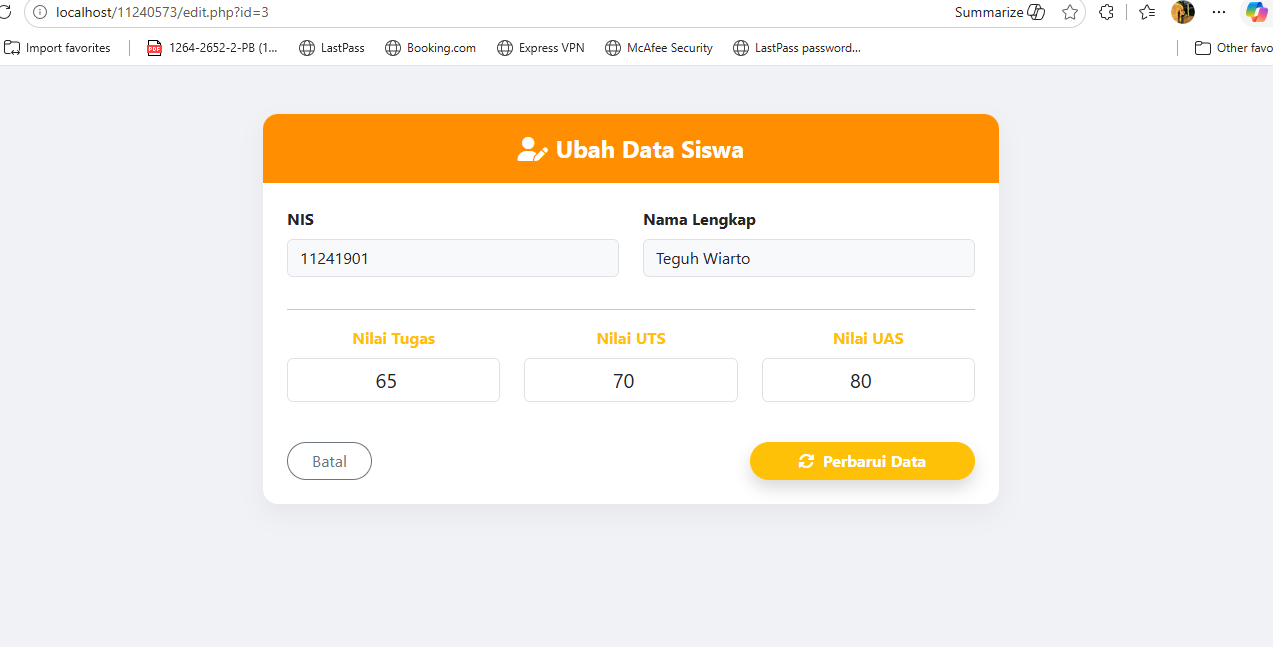 localhost/11240573/edit.php?id=3 Summarize
Import favorites 1264-2652-2-PB (1... LastPass Booking.com Express VPN McAfee Security LastPass password... Other favo
Ubah Data Siswa
NIS Nama Lengkap
11241901 Teguh Wiarto
Nilai Tugas Nilai UTS Nilai UAS
65 70 80
Batal Perbarui Data